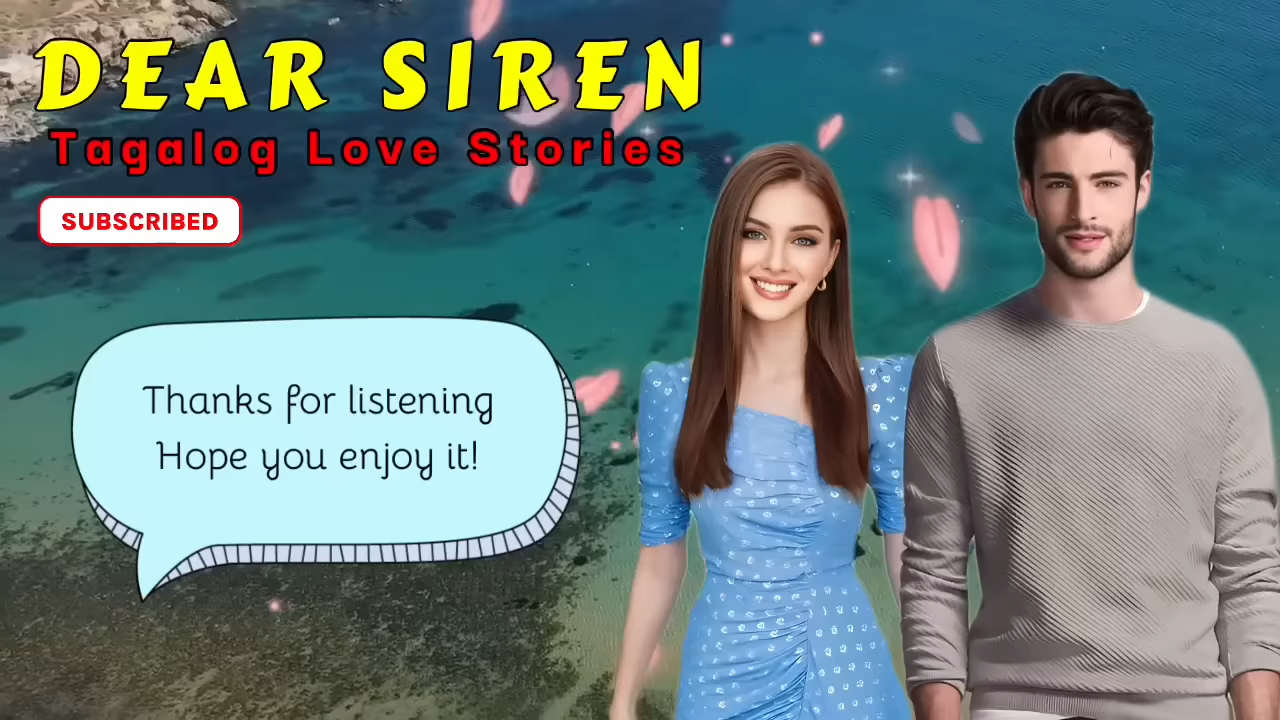 DEAR SIREN
Tagalog Love Stories
SUBSCRIBED
Thanks for listening
Hope you enjoy it!